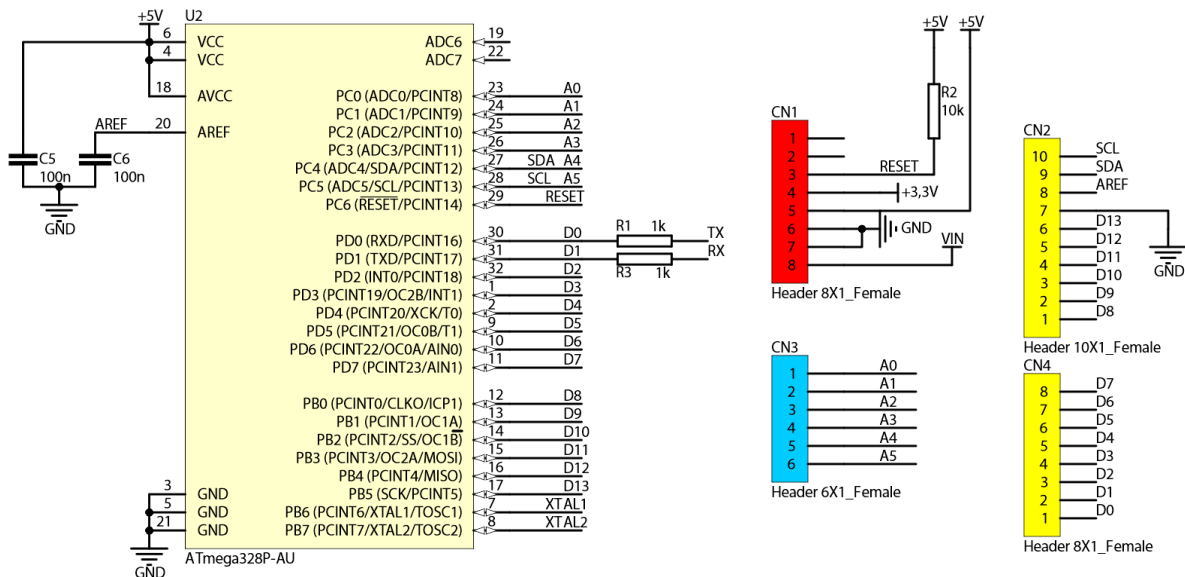 +5V
U2
6 VCC
4 VCC
18 AVCC
AREF 20 AREF
C5
100n
C6
100n
GND
ADC6 19
ADC7 22
PC0 (ADC0/PCINT8) 23 A0
PC1 (ADC1/PCINT9) 24 A1
PC2 (ADC2/PCINT10) 25 A2
PC3 (ADC3/PCINT11) 26 A3
PC4 (ADC4/SDA/PCINT12) 27 SDA A4
PC5 (ADC5/SCL/PCINT13) 28 SCL A5
PC6 (RESET/PCINT14) 29 RESET
PD0 (RXD/PCINT16) 30 D0 R1 1k TX
PD1 (TXD/PCINT17) 31 D1 R3 1k RX
PD2 (INT0/PCINT18) 32 D2
PD3 (PCINT19/OC2B/INT1) 1 D3
PD4 (PCINT20/XCK/T0) 2 D4
PD5 (PCINT21/OC0B/T1) 9 D5
PD6 (PCINT22/OC0A/AIN0) 10 D6
PD7 (PCINT23/AIN1) 11 D7
PB0 (PCINT0/CLKO/ICP1) 12 D8
PB1 (PCINT1/OC1A) 13 D9
PB2 (PCINT2/SS/OC1B) 14 D10
PB3 (PCINT3/OC2A/MOSI) 15 D11
PB4 (PCINT4/MISO) 16 D12
PB5 (SCK/PCINT5) 17 D13
PB6 (PCINT6/XTAL1/TOSC1) 7 XTAL1
PB7 (PCINT7/XTAL2/TOSC2) 8 XTAL2
3 GND
5 GND
21 GND
GND
ATmega328P-AU
+5V +5V
R2
10k
CN1
1
2
3 RESET
4 +3,3V
5
6 GND
7
8 VIN
Header 8X1_Female
CN3
1 A0
2 A1
3 A2
4 A3
5 A4
6 A5
Header 6X1_Female
CN2
10 SCL
9 SDA
8 AREF
7
6 D13
5 D12
4 D11
3 D10
2 D9
1 D8
GND
Header 10X1_Female
CN4
8 D7
7 D6
6 D5
5 D4
4 D3
3 D2
2 D1
1 D0
Header 8X1_Female